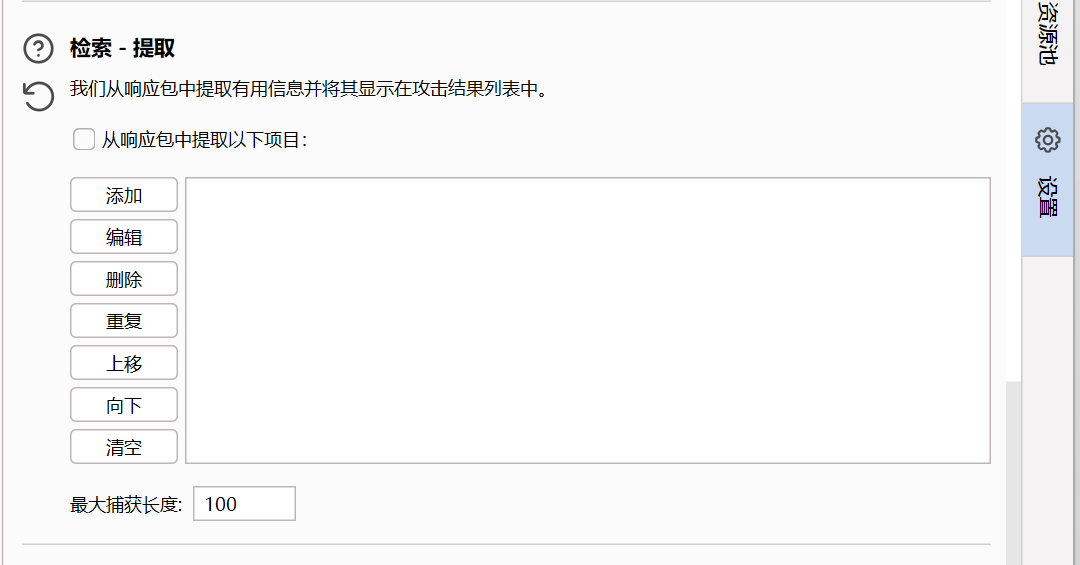 检索 - 提取
我们从响应包中提取有用信息并将其显示在攻击结果列表中。
从响应包中提取以下项目:
添加
编辑
删除
重复
上移
向下
清空
最大捕获长度: 100
资源池
设置